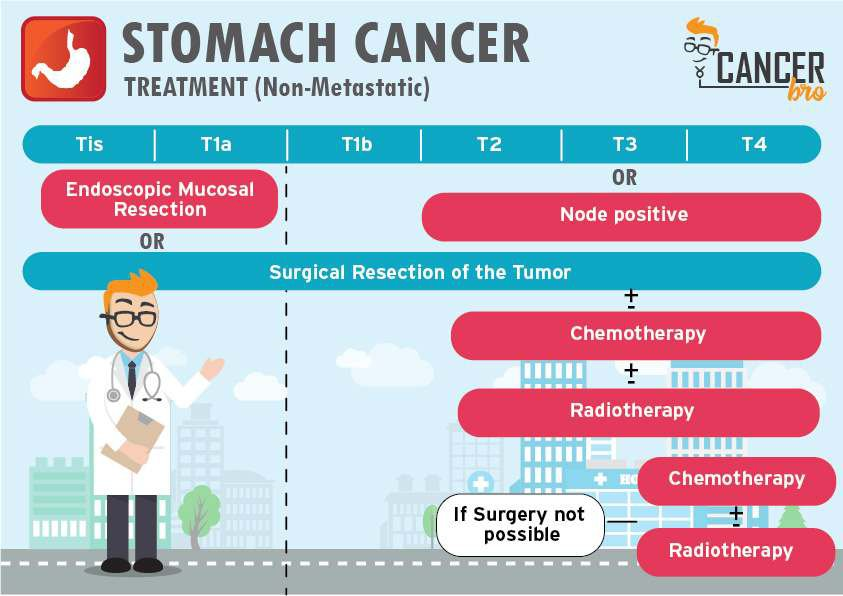 STOMACH CANCER
TREATMENT (Non-Metastatic)
CANCER
bro
Tis T1a T1b T2 T3 T4
Endoscopic Mucosal
Resection
OR
Node positive
OR
Surgical Resection of the Tumor
±
Chemotherapy
±
Radiotherapy
HO
Chemotherapy
If Surgery not
possible
±
Radiotherapy